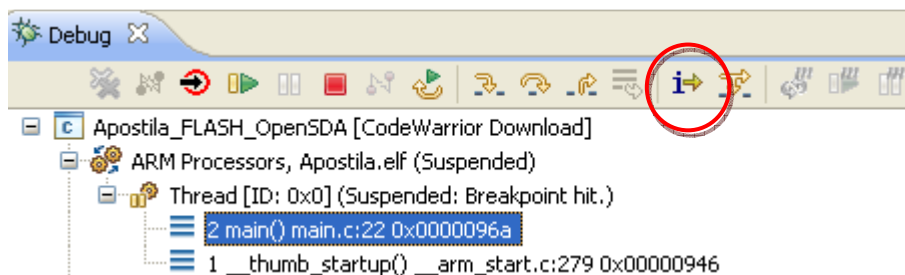 Debug
i
c Apostila_FLASH_OpenSDA [CodeWarrior Download]
ARM Processors, Apostila.elf (Suspended)
Thread [ID: 0x0] (Suspended: Breakpoint hit.)
2 main() main.c:22 0x0000096a
1 __thumb_startup() __arm_start.c:279 0x00000946